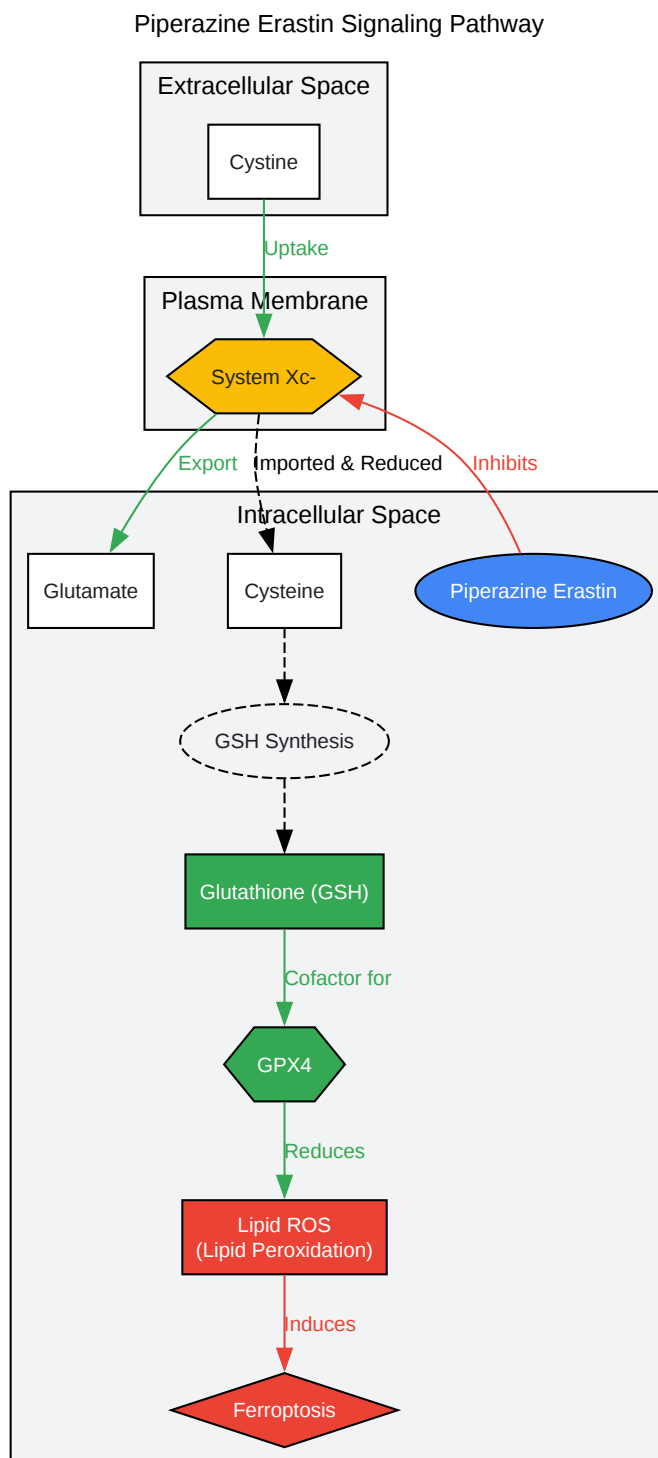 Piperazine Erastin Signaling Pathway
Extracellular Space
Cystine
Uptake
Plasma Membrane
System Xc-
Export
Imported & Reduced
Inhibits
Intracellular Space
Glutamate
Cysteine
Piperazine Erastin
GSH Synthesis
Glutathione (GSH)
Cofactor for
GPX4
Reduces
Lipid ROS
(Lipid Peroxidation)
Induces
Ferroptosis